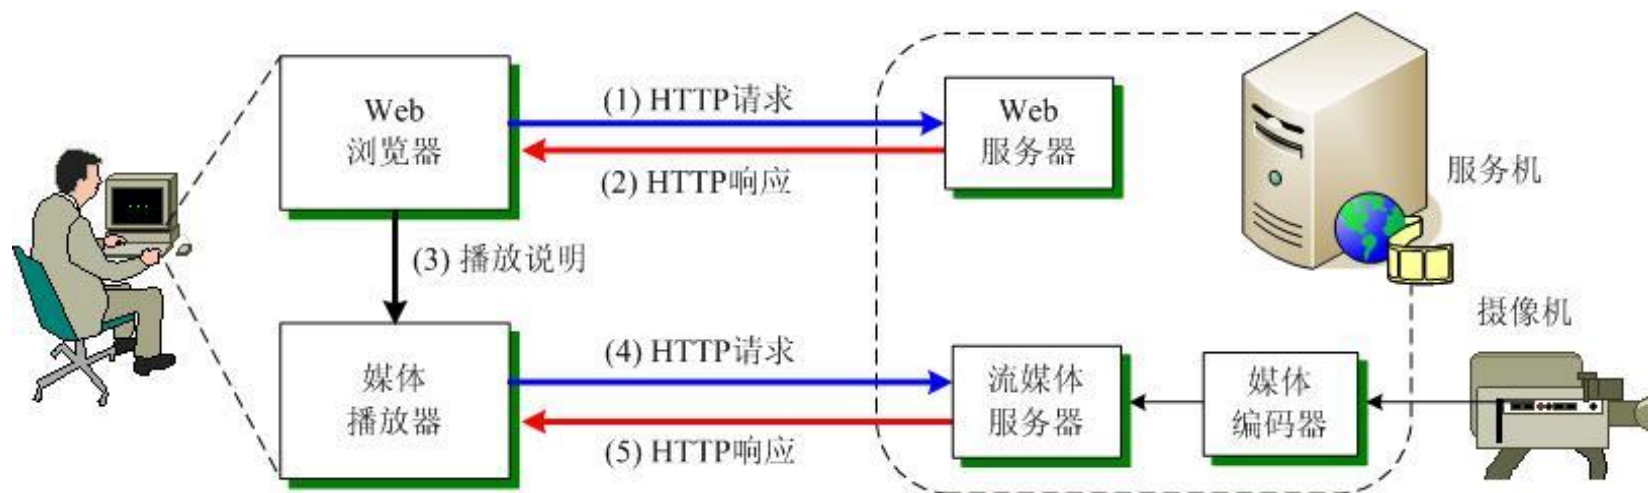 Web
浏览器
(1) HTTP请求
(2) HTTP响应
Web
服务器
服务机
(3) 播放说明
摄像机
媒体
播放器
(4) HTTP请求
(5) HTTP响应
流媒体
服务器
媒体
编码器